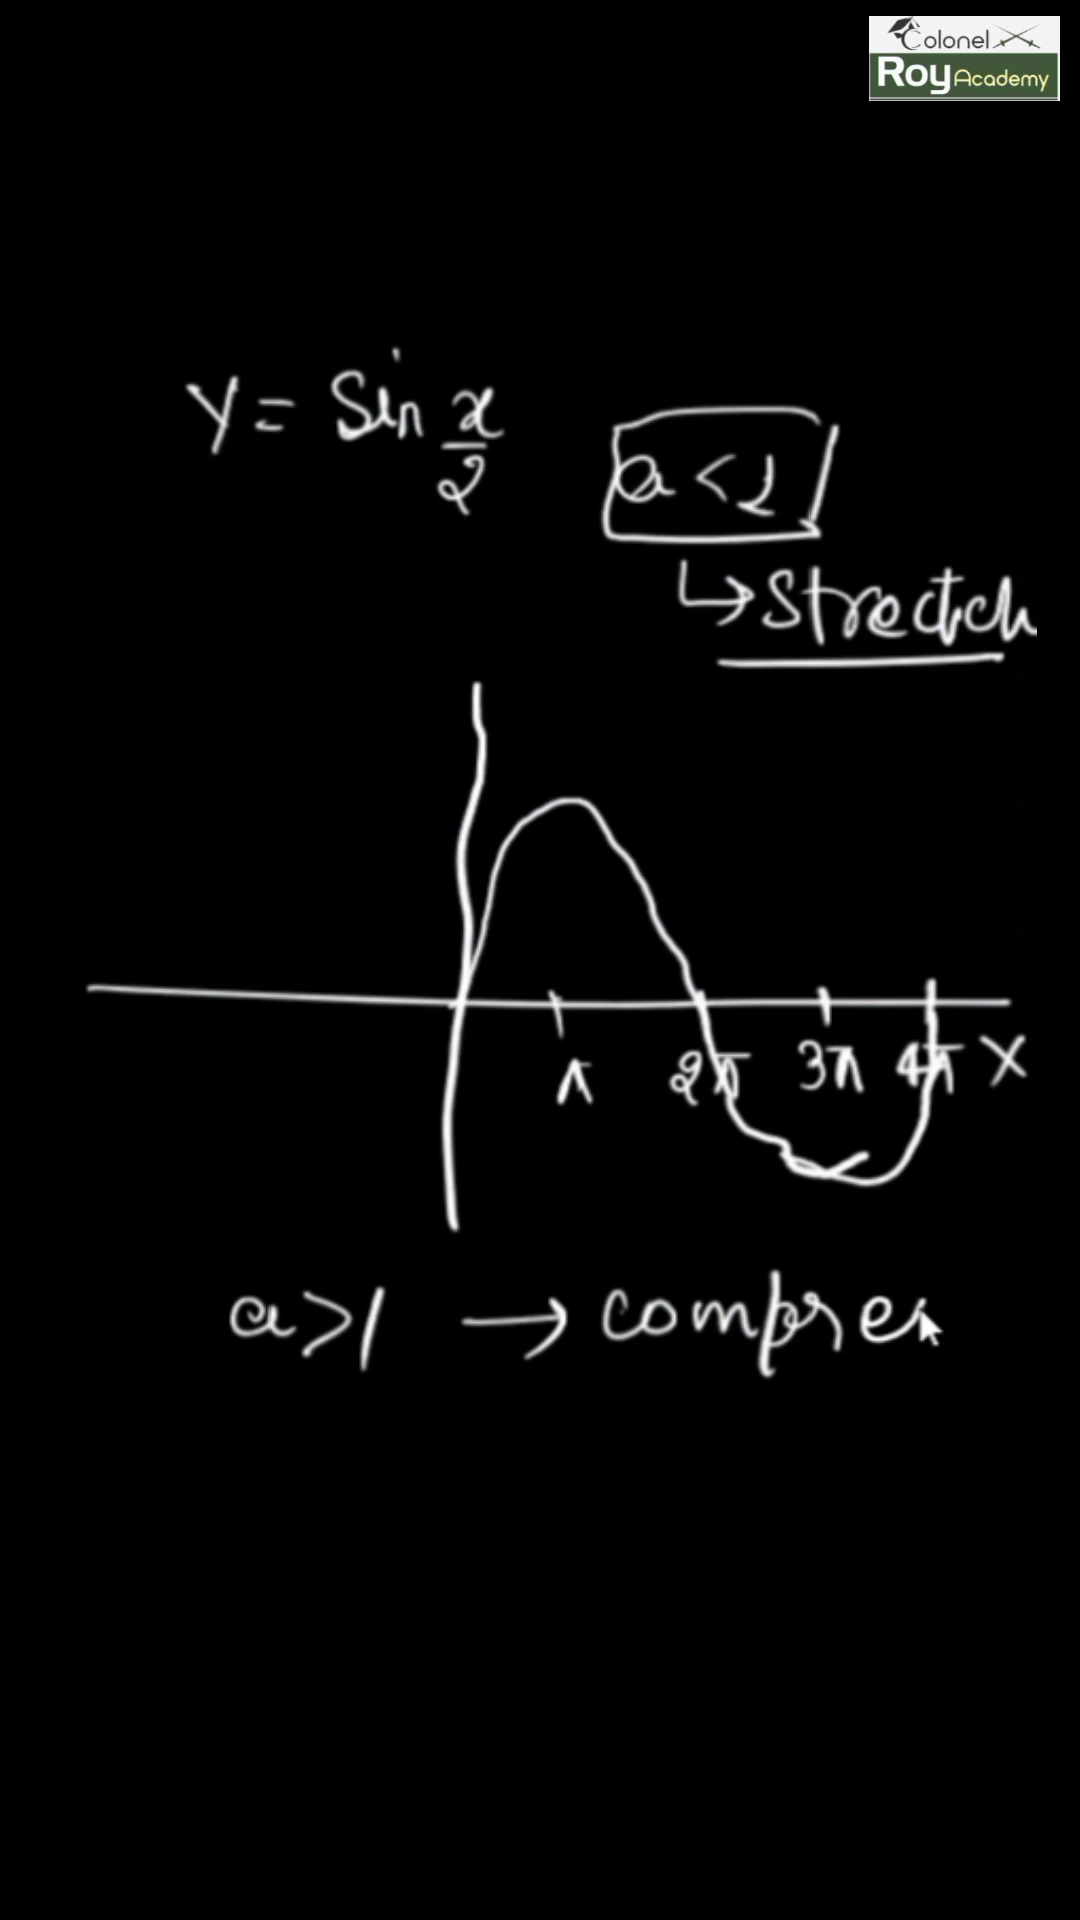 Colonel
Roy Academy
y = Sin x/2
a < 1
↳ Stretch
π 2π 3π 4π X
a > 1 → compres